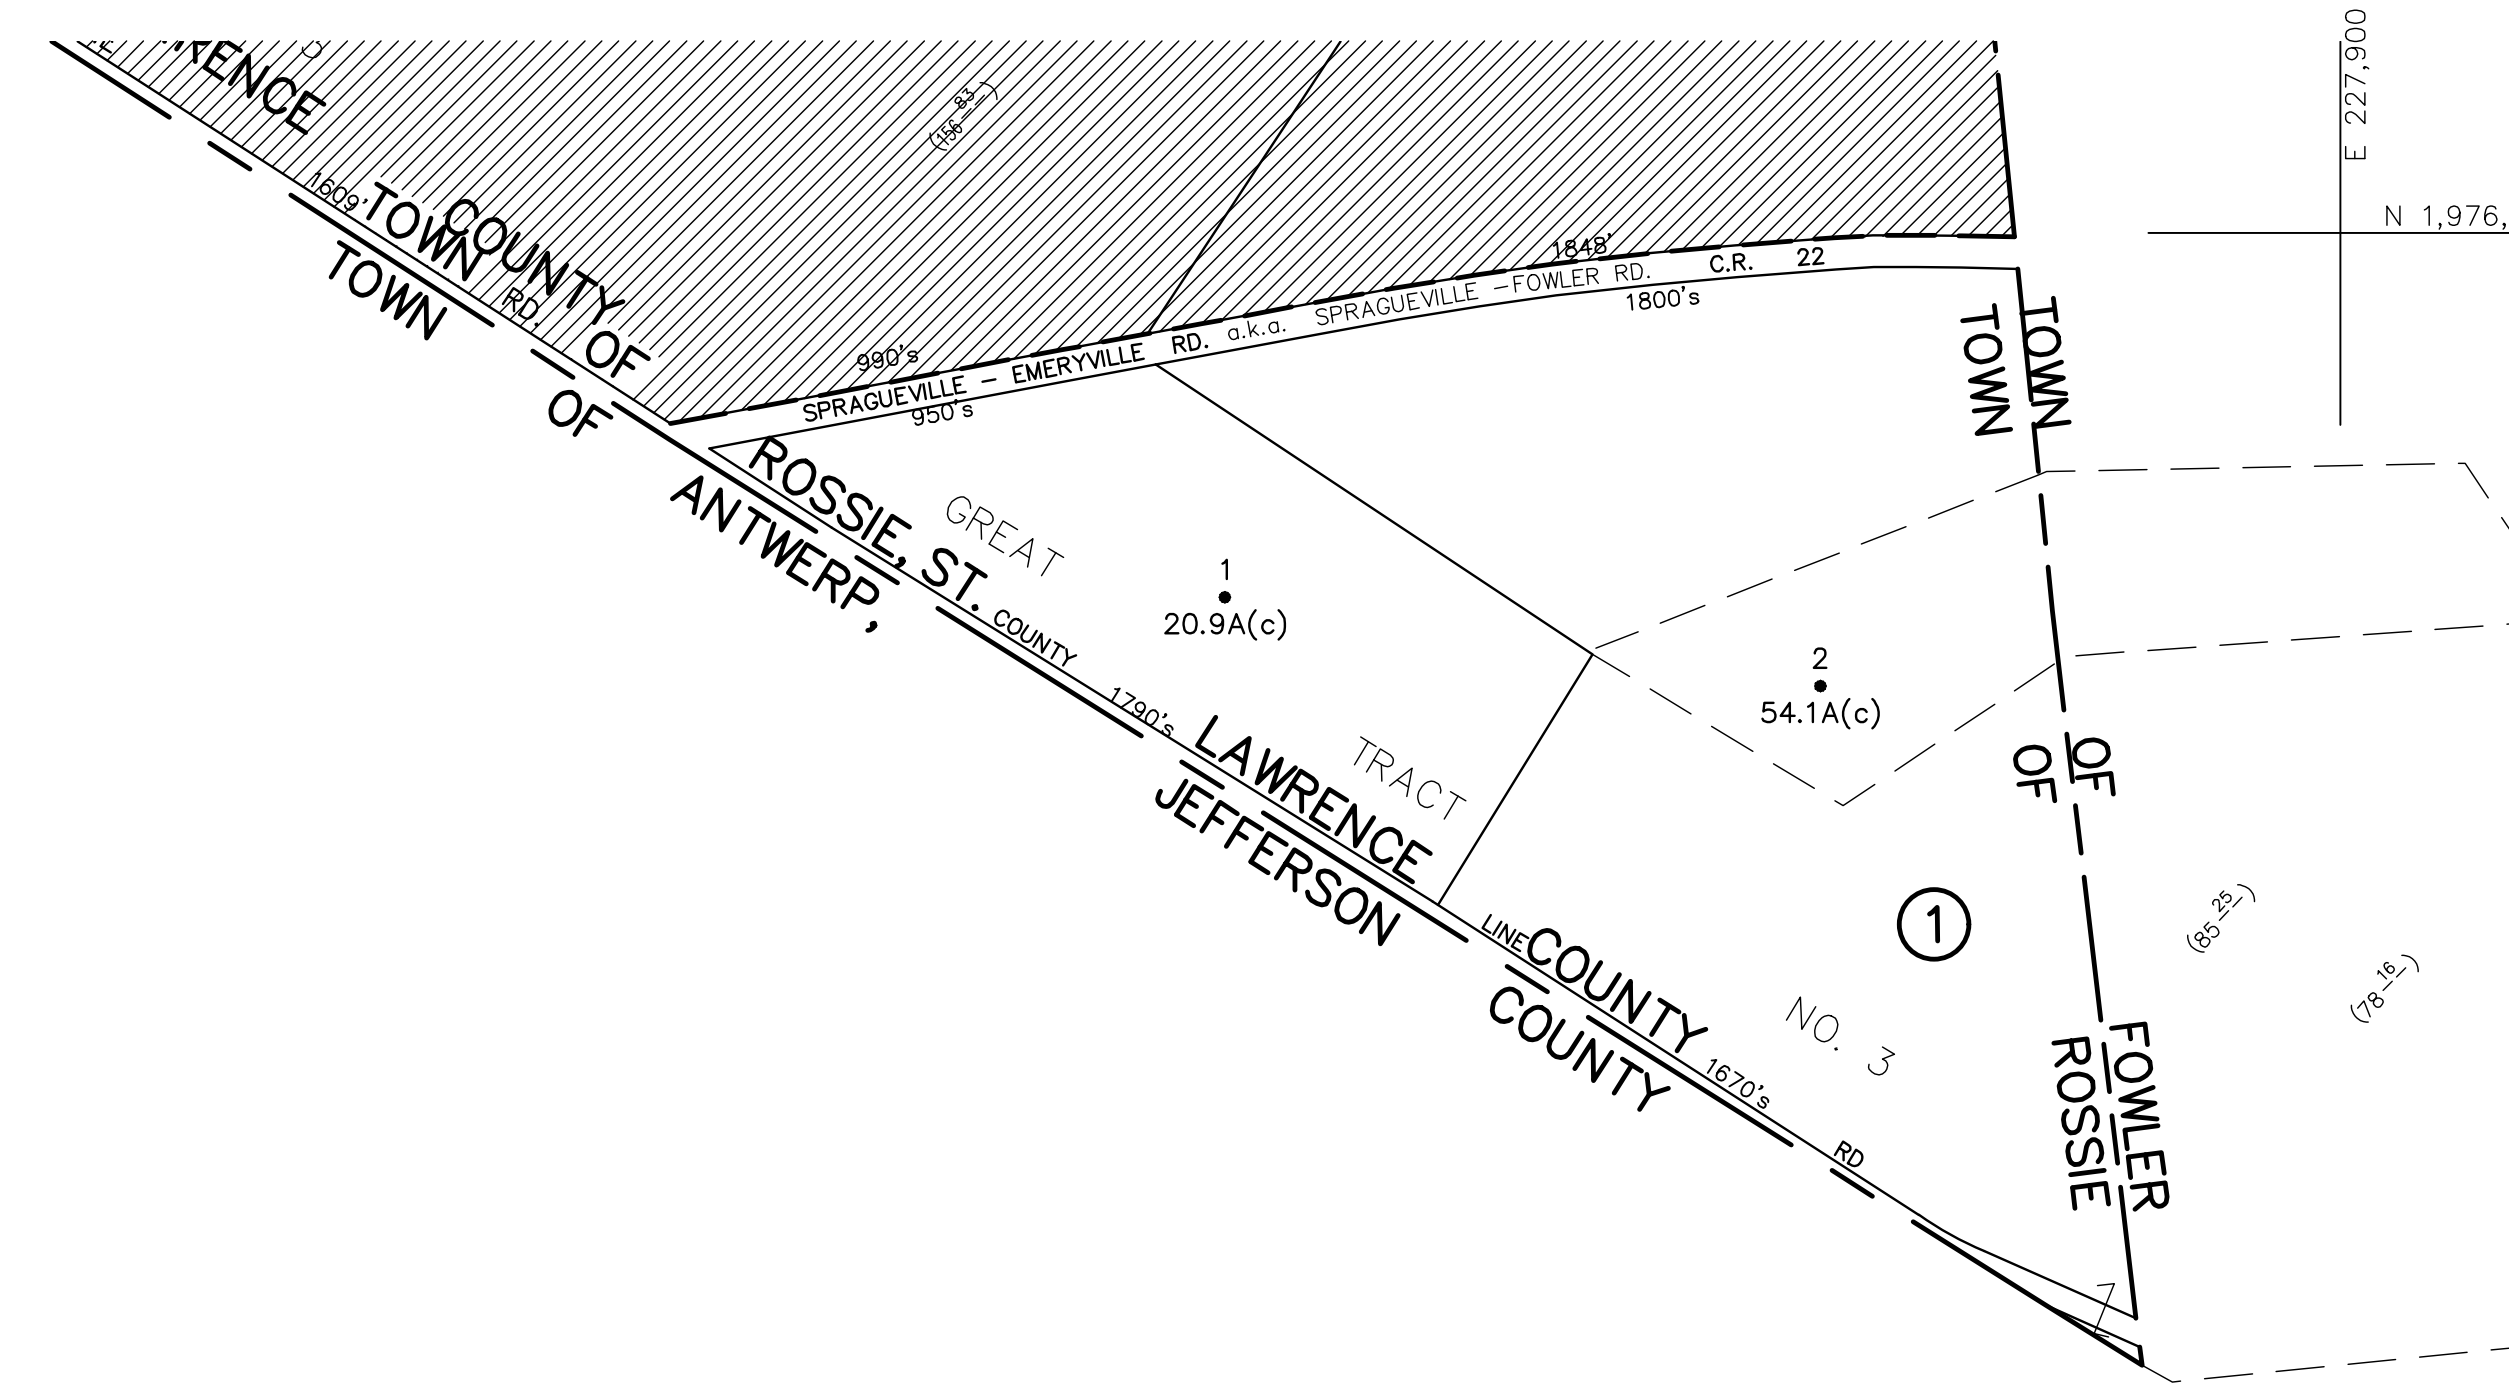 RENCE
(156-83)
E 227,900
N 1,976,
1609'
TOWN
COUNTY
OF
TOWN
OF
RD.
1848'
C.R. 22
990's
SPRAGUEVILLE - EMERYVILLE RD. a.k.a. SPRAGUEVILLE - FOWLER RD.
1800's
950's
TOWN
TOWN
ROSSIE, ST.
LAWRENCE
COUNTY
ANTWERP,
JEFFERSON
COUNTY
GREAT
TRACT
NO. 3
1
20.9A(c)
2
54.1A(c)
COUNTY
1790's
LINE
1670's
RD
OF
OF
1
(85-25)
(78-16)
FOWLER
ROSSIE